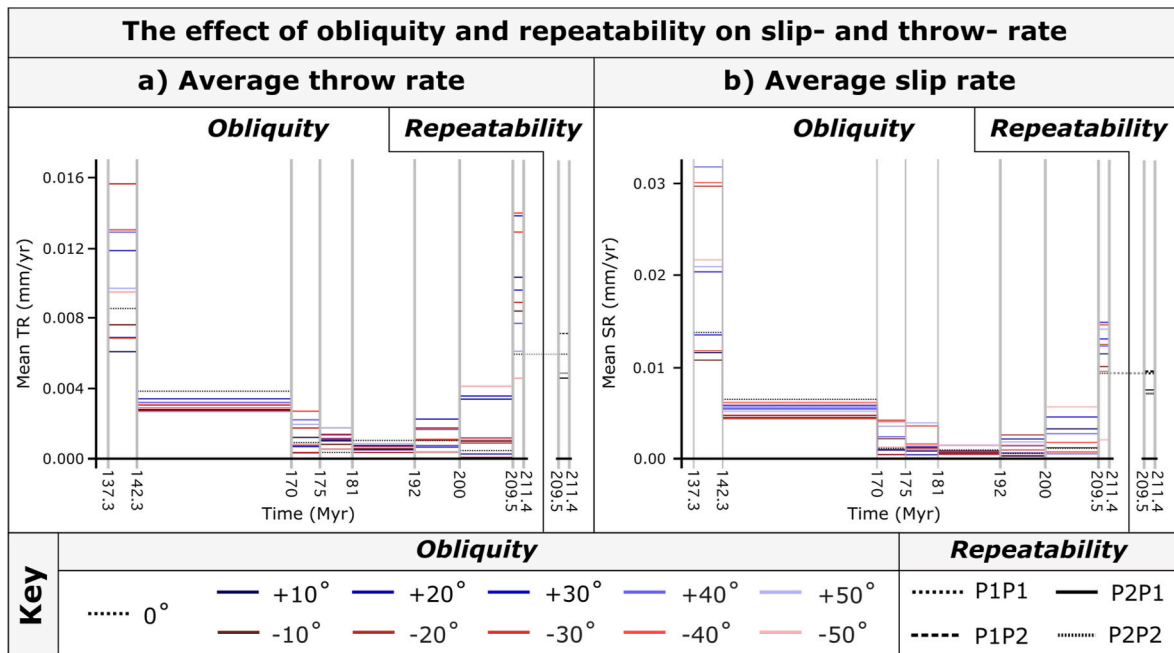 The effect of obliquity and repeatability on slip- and throw- rate
a) Average throw rate
b) Average slip rate
Obliquity
Repeatability
Obliquity
Repeatability
Mean TR (mm/yr)
0.016
0.012
0.008
0.004
0.000
137.3
142.3
170
175
181
192
200
209.5
211.4
209.5
211.4
Time (Myr)
Mean SR (mm/yr)
0.03
0.02
0.01
0.00
137.3
142.3
170
175
181
192
200
209.5
211.4
209.5
211.4
Time (Myr)
Key
Obliquity
Repeatability
0°
+10°
+20°
+30°
+40°
+50°
-10°
-20°
-30°
-40°
-50°
P1P1
P2P1
P1P2
P2P2